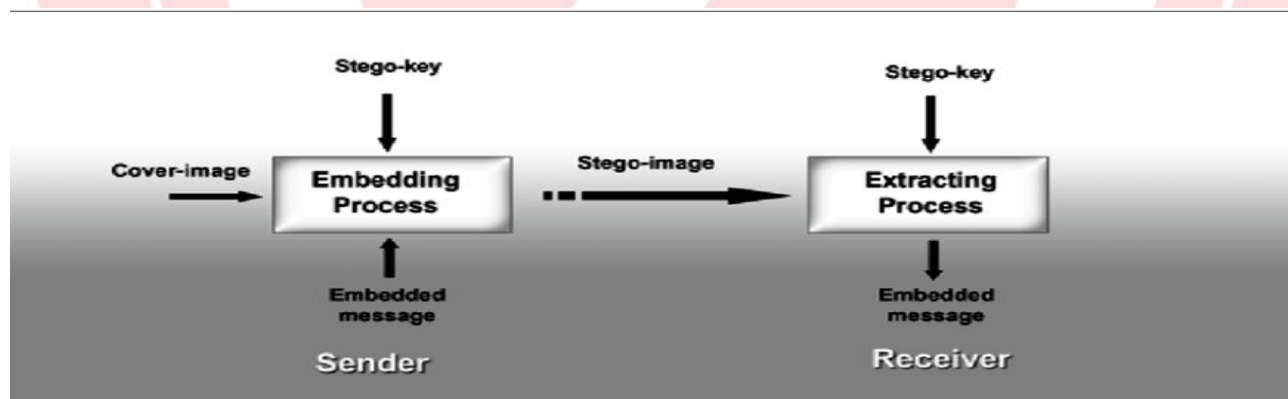 Stego-key
Stego-key
Cover-image
Embedding
Process
Stego-image
Extracting
Process
Embedded
message
Embedded
message
Sender
Receiver